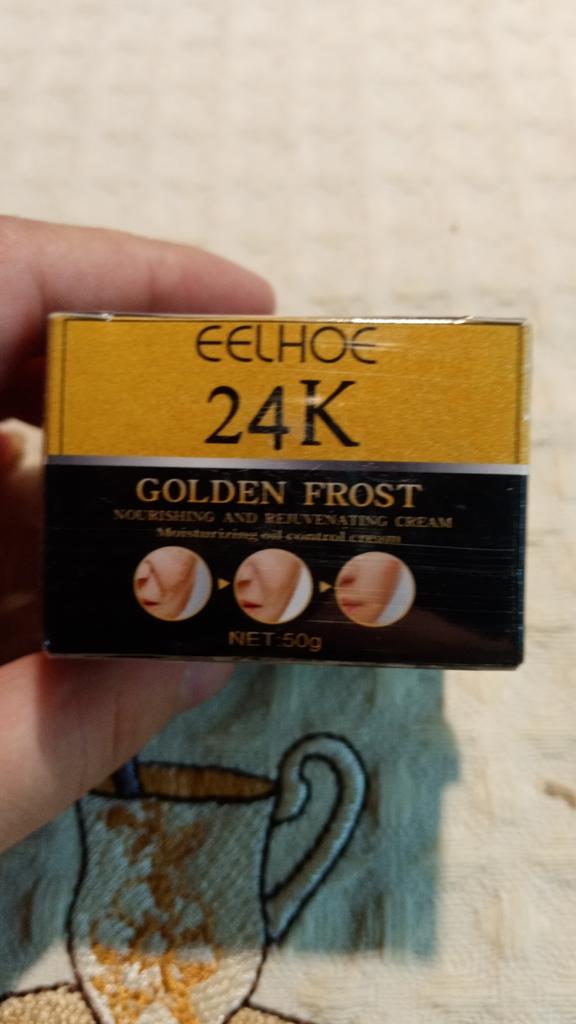 EELHOE
24K
GOLDEN FROST
NOURISHING AND REJUVENATING CREAM
Moisturizing oil control cream
NET:50g